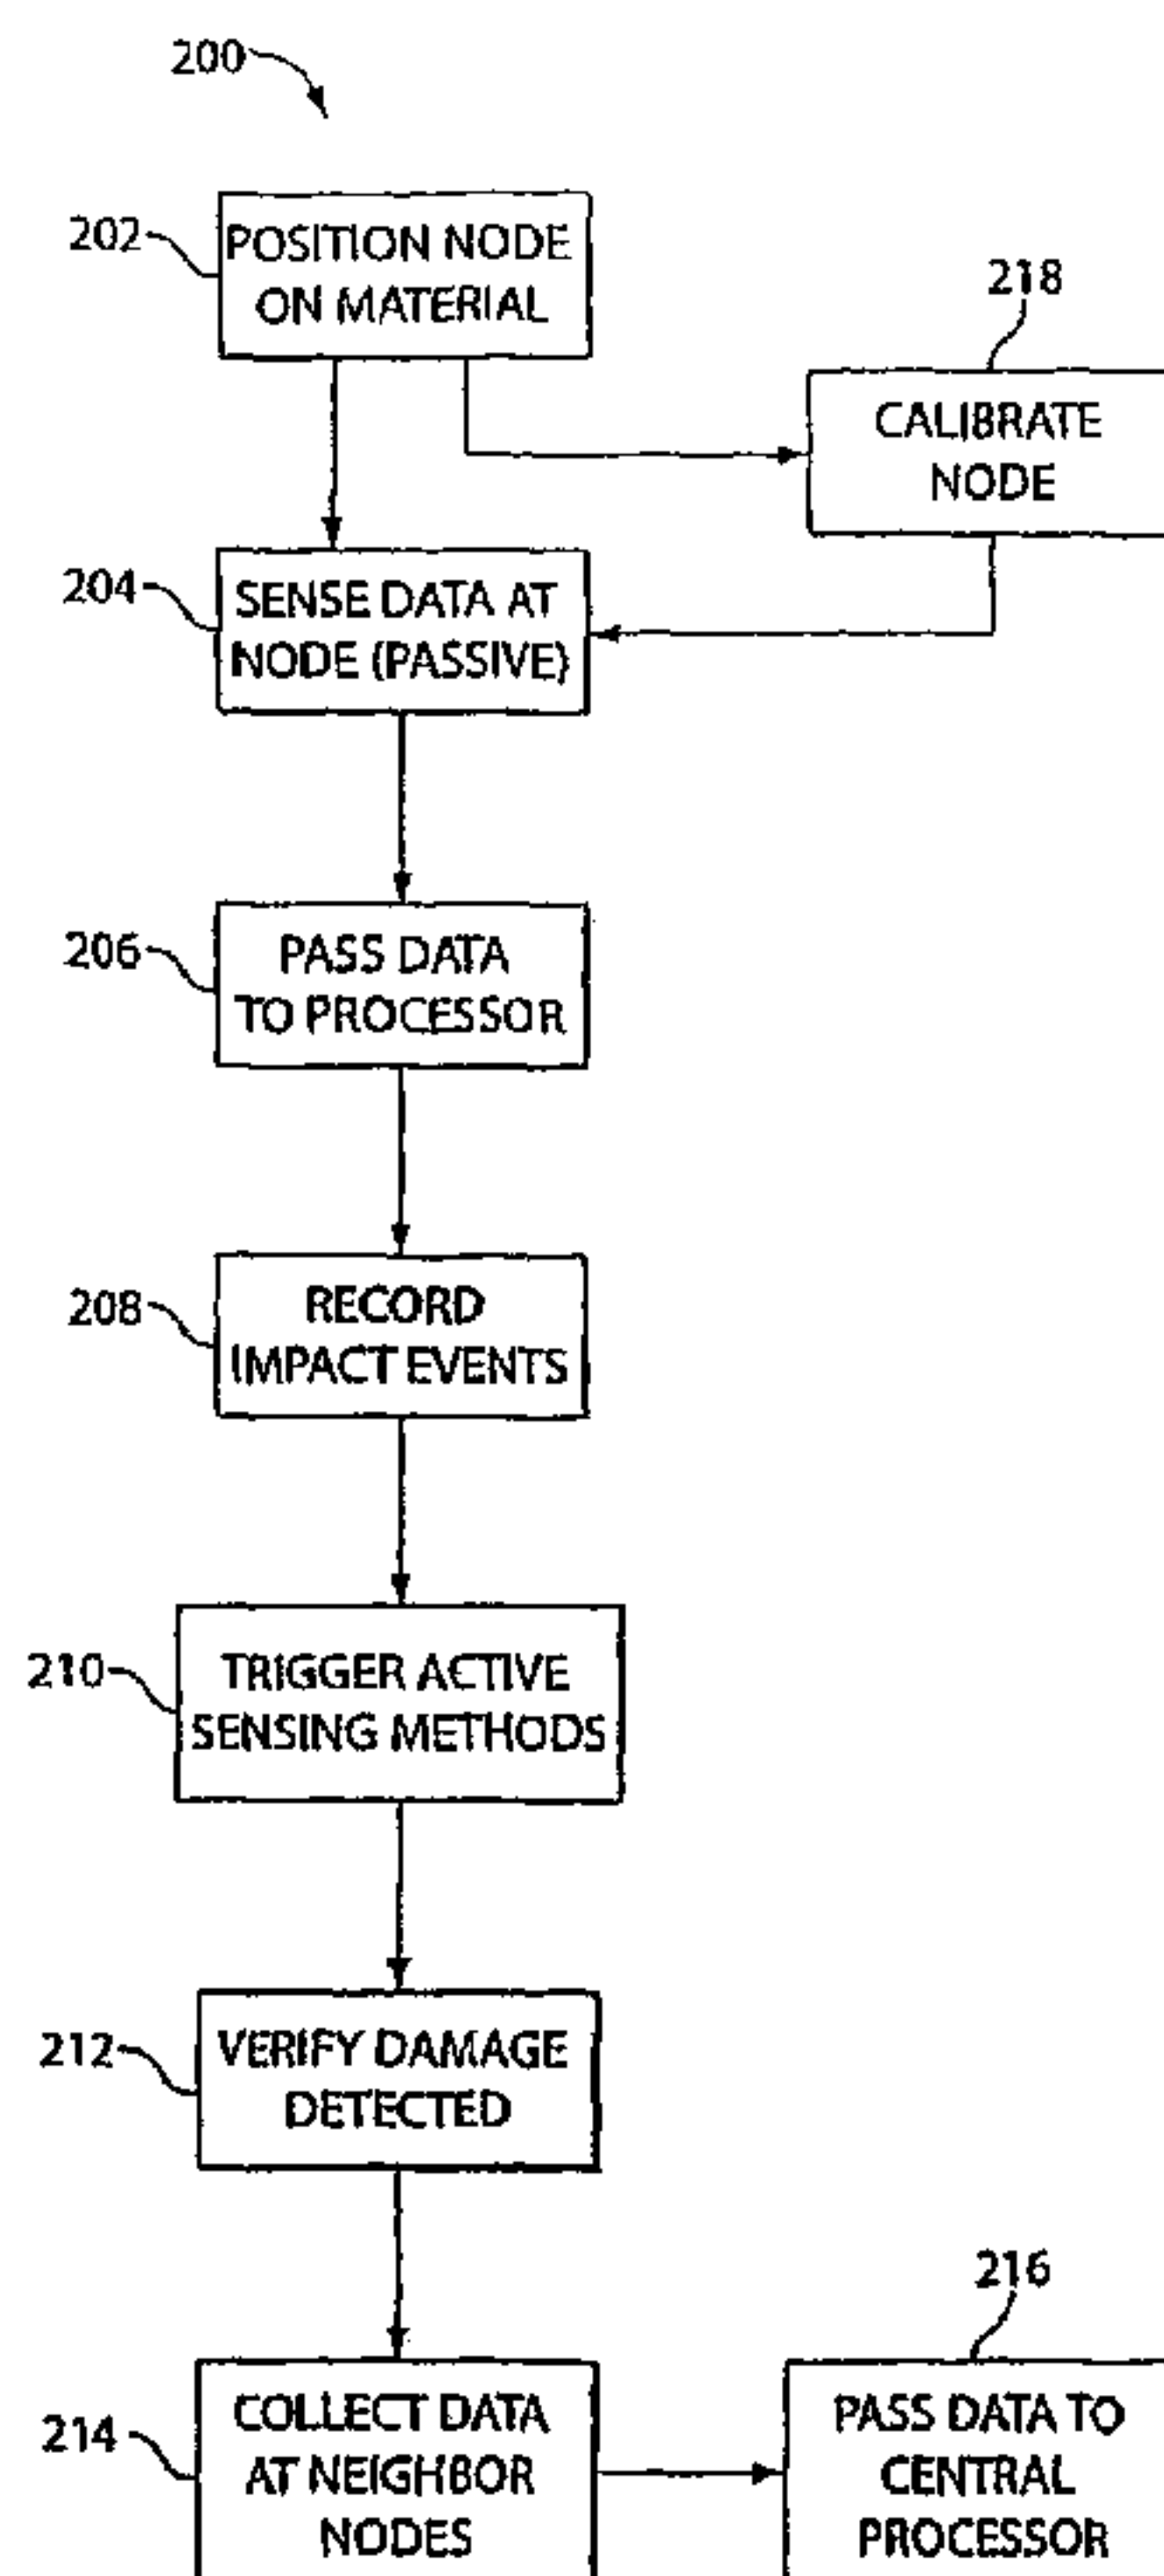 200
202
POSITION NODE
ON MATERIAL
218
CALIBRATE
NODE
204
SENSE DATA AT
NODE (PASSIVE)
206
PASS DATA
TO PROCESSOR
208
RECORD
IMPACT EVENTS
210
TRIGGER ACTIVE
SENSING METHODS
212
VERIFY DAMAGE
DETECTED
214
COLLECT DATA
AT NEIGHBOR
NODES
216
PASS DATA TO
CENTRAL
PROCESSOR